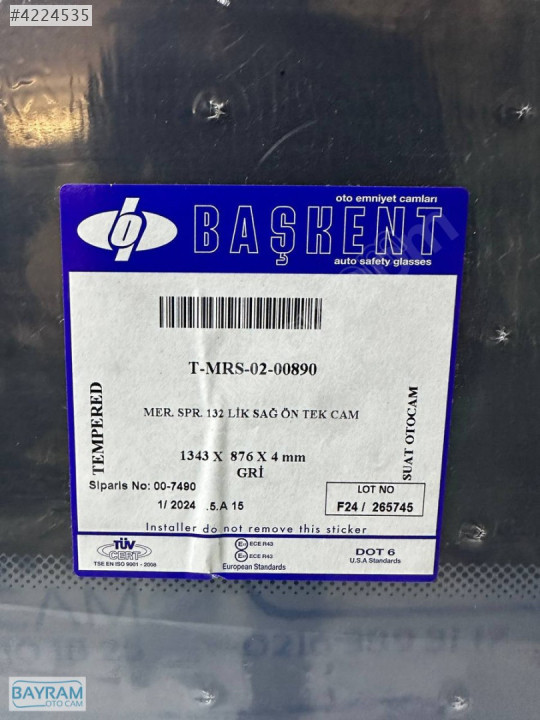 #4224535
oto emniyet camları
BAŞKENT
auto safety glasses
T-MRS-02-00890
TEMPERED
MER. SPR. 132 LİK SAĞ ÖN TEK CAM
SUAT OTOCAM
1343 X 876 X 4 mm
GRİ
Siparis No: 00-7490
1/ 2024 .5.A 15
LOT NO
F24 / 265745
Installer do not remove this sticker
TÜV
CERT
TSE EN ISO 9001 - 2008
ECE R43
ECE R43
European Standards
DOT 6
U.S.A Standards
BAYRAM
OTO CAM